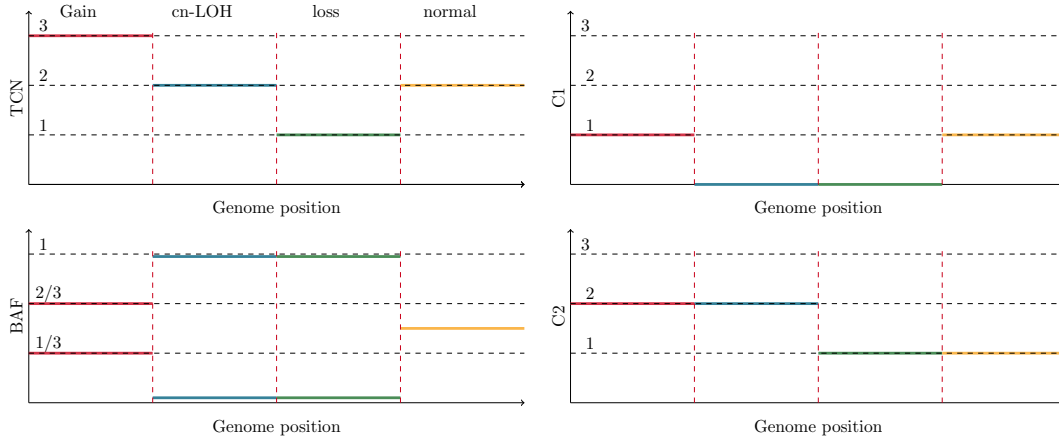 Gain cn-LOH loss normal
3
2
1
TCN
Genome position
3
2
1
C1
Genome position
1
2/3
1/3
BAF
Genome position
3
2
1
C2
Genome position